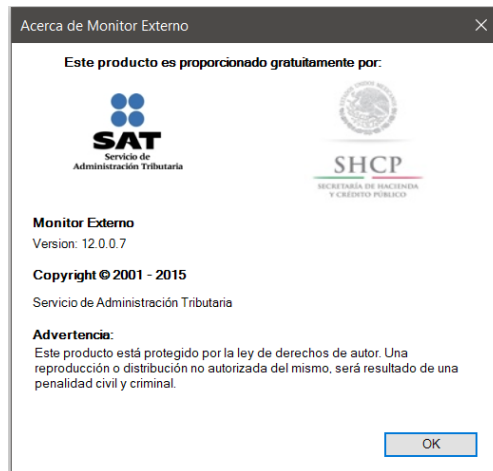 Acerca de Monitor Externo
Este producto es proporcionado gratuitamente por:
SAT
Servicio de
Administración Tributaria
SHCP
SECRETARÍA DE HACIENDA
Y CRÉDITO PÚBLICO
Monitor Externo
Version: 12.0.0.7
Copyright © 2001 - 2015
Servicio de Administración Tributaria
Advertencia:
Este producto está protegido por la ley de derechos de autor. Una
reproducción o distribución no autorizada del mismo, será resultado de una
penalidad civil y criminal.
OK